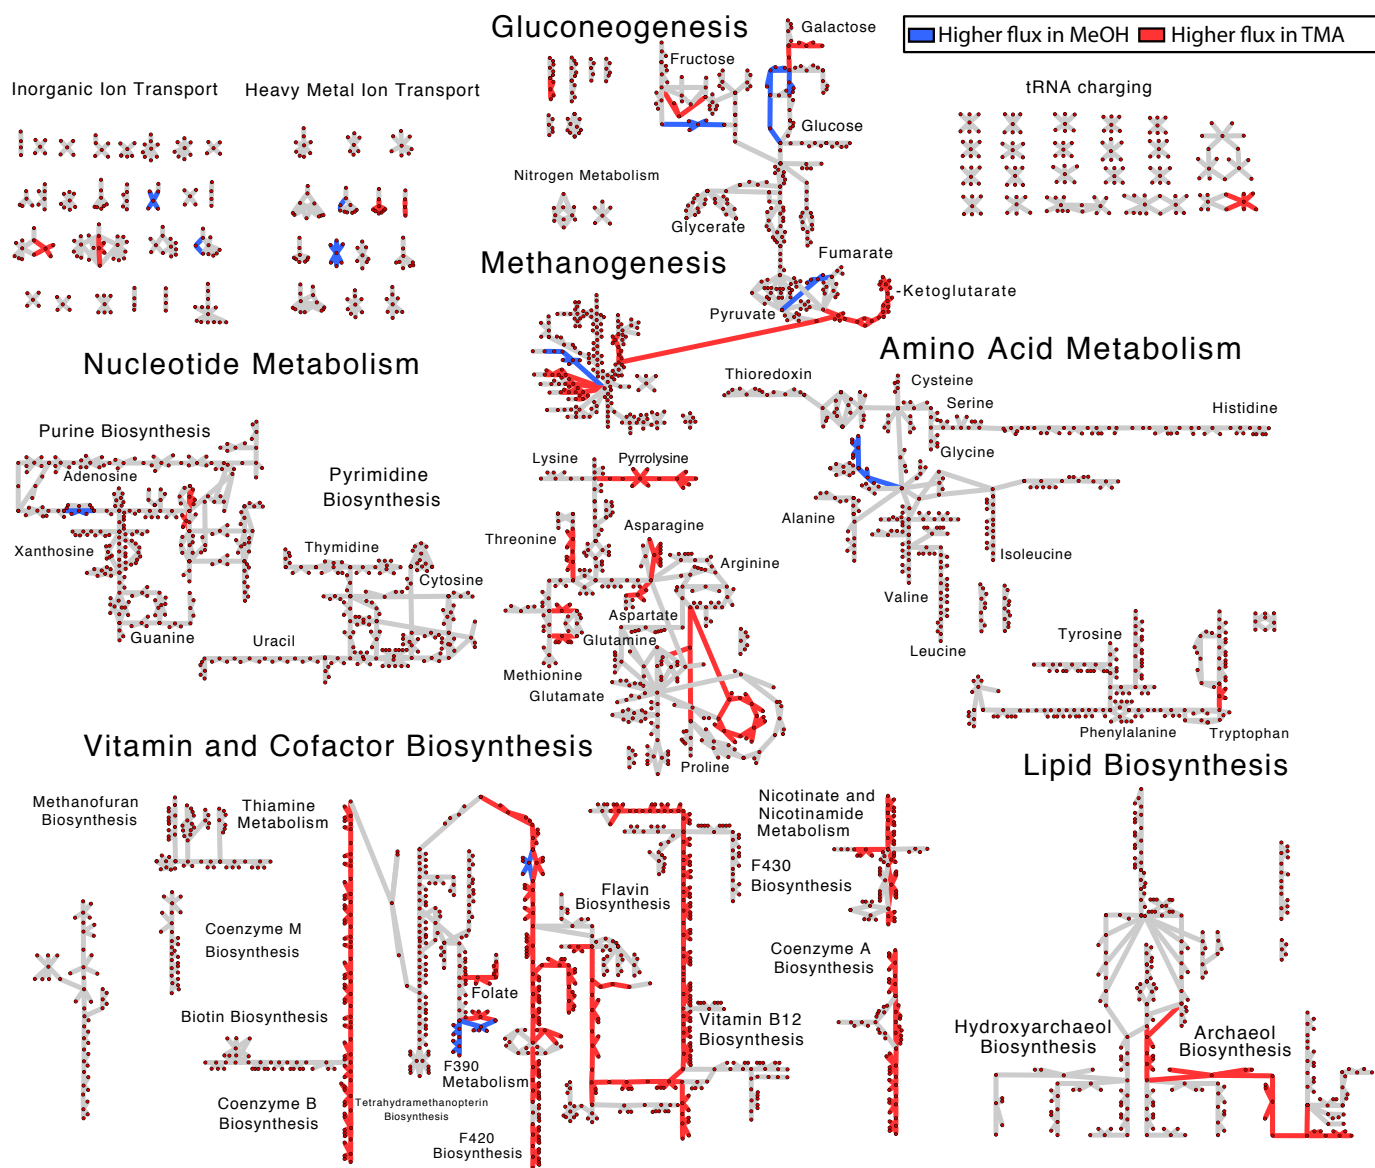 Gluconeogenesis
Galactose
Higher flux in MeOH
Higher flux in TMA
Fructose
Inorganic Ion Transport
Heavy Metal Ion Transport
tRNA charging
Glucose
Nitrogen Metabolism
Glycerate
Methanogenesis
Fumarate
-Ketoglutarate
Pyruvate
Nucleotide Metabolism
Amino Acid Metabolism
Thioredoxin
Cysteine
Serine
Histidine
Purine Biosynthesis
Glycine
Adenosine
Pyrimidine
Biosynthesis
Lysine
Pyrrolysine
Alanine
Asparagine
Threonine
Xanthosine
Thymidine
Arginine
Isoleucine
Cytosine
Valine
Aspartate
Guanine
Uracil
Glutamine
Tyrosine
Leucine
Methionine
Glutamate
Phenylalanine
Tryptophan
Proline
Vitamin and Cofactor Biosynthesis
Lipid Biosynthesis
Methanofuran
Biosynthesis
Thiamine
Metabolism
Nicotinate and
Nicotinamide
Metabolism
F430
Biosynthesis
Flavin
Biosynthesis
Coenzyme M
Biosynthesis
Coenzyme A
Biosynthesis
Folate
Biotin Biosynthesis
Vitamin B12
Biosynthesis
Hydroxyarchaeol
Biosynthesis
Archaeol
Biosynthesis
F390
Metabolism
Coenzyme B
Biosynthesis
Tetrahydramethanopterin
Biosynthesis
F420
Biosynthesis